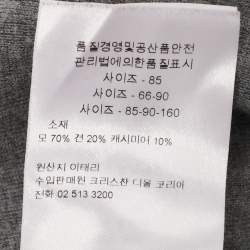 품질경영및공산품안전
관리법에의한품질표시
사이즈 - 85
사이즈 - 66-90
사이즈 - 85-90-160
소재
모 70% 견 20% 캐시미어 10%
원산지 이태리
수입판매원 크리스챤 디올 코리아
전화 02 513 3200